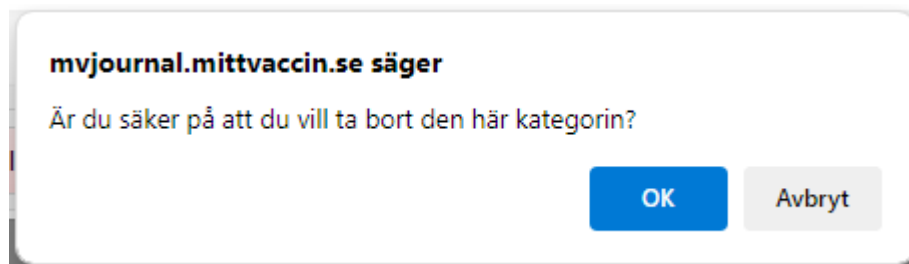 mvjournal.mittvaccin.se säger
Är du säker på att du vill ta bort den här kategorin?
OK
Avbryt